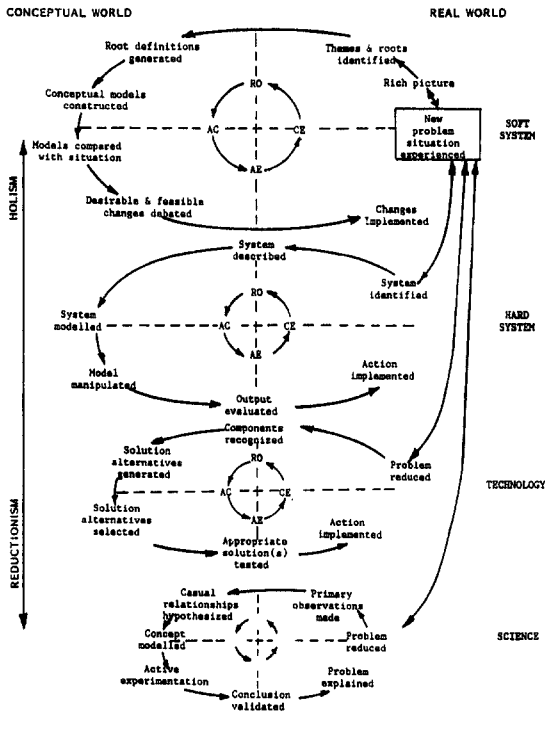 CONCEPTUAL WORLD
REAL WORLD
Root definitions
generated
Themes & roots
identified
Rich picture
Conceptual models
constructed
RO
AC
CE
AE
New
problem
situation
experienced
SOFT
SYSTEM
Models compared
with situation
Desirable & feasible
changes debated
Changes
implemented
HOLISM
System
described
System
identified
RO
System
modelled
AC
CE
AE
HARD
SYSTEM
Model
manipulated
Action
implemented
Output
evaluated
Components
recognized
Solution
alternatives
generated
RO
Problem
reduced
AC
CE
AE
TECHNOLOGY
Solution
alternatives
selected
Action
implemented
Appropriate
solution(s)
tested
REDUCTIONISM
Casual
relationships
hypothesized
Primary
observations
made
Concept
modelled
Problem
reduced
SCIENCE
Active
experimentation
Problem
explained
Conclusion
validated